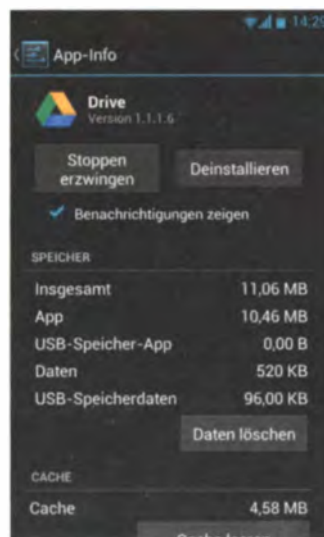 14:29
App-Info
Drive
Version 1.1.1.6
Stoppen
erzwingen
Deinstallieren
Benachrichtigungen zeigen
SPEICHER
Insgesamt 11,06 MB
App 10,46 MB
USB-Speicher-App 0,00 B
Daten 520 KB
USB-Speicherdaten 96,00 KB
Daten löschen
CACHE
Cache 4,58 MB